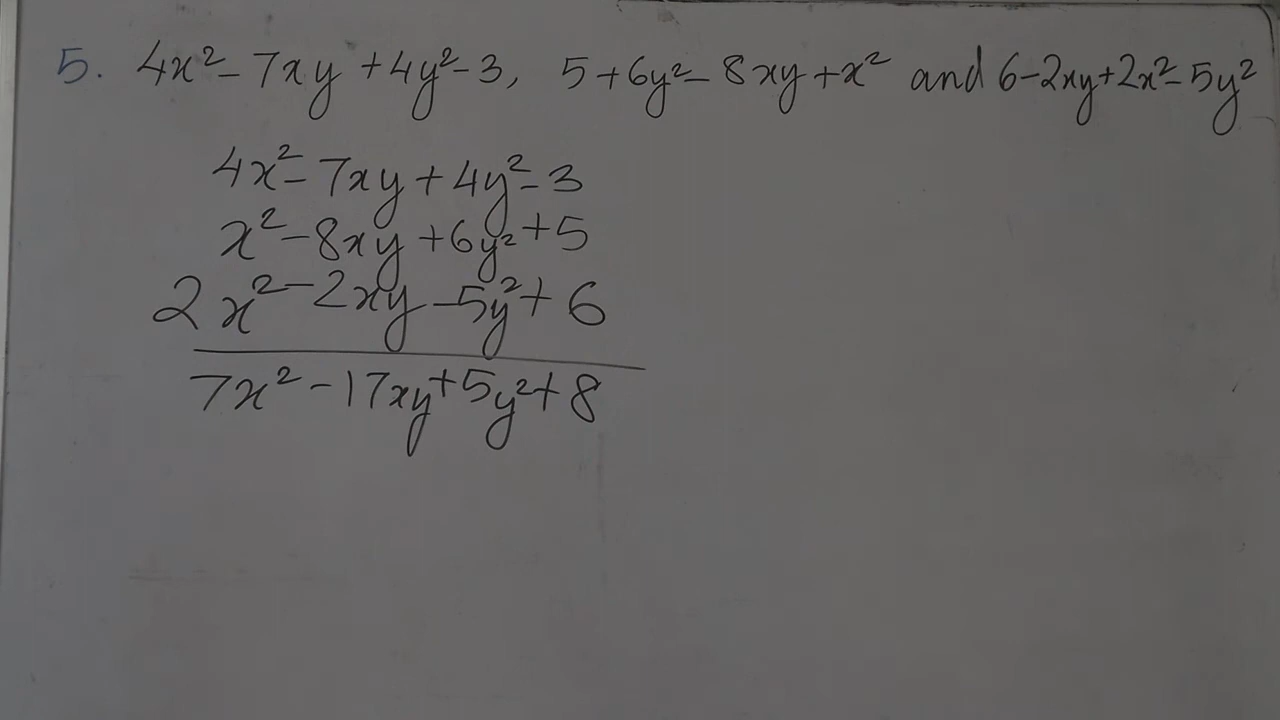 5. 4x² - 7xy + 4y² - 3, 5 + 6y² - 8xy + x² and 6 - 2xy + 2x² - 5y²
4x² - 7xy + 4y² - 3
x² - 8xy + 6y² + 5
2x² - 2xy - 5y² + 6
7x² - 17xy + 5y² + 8